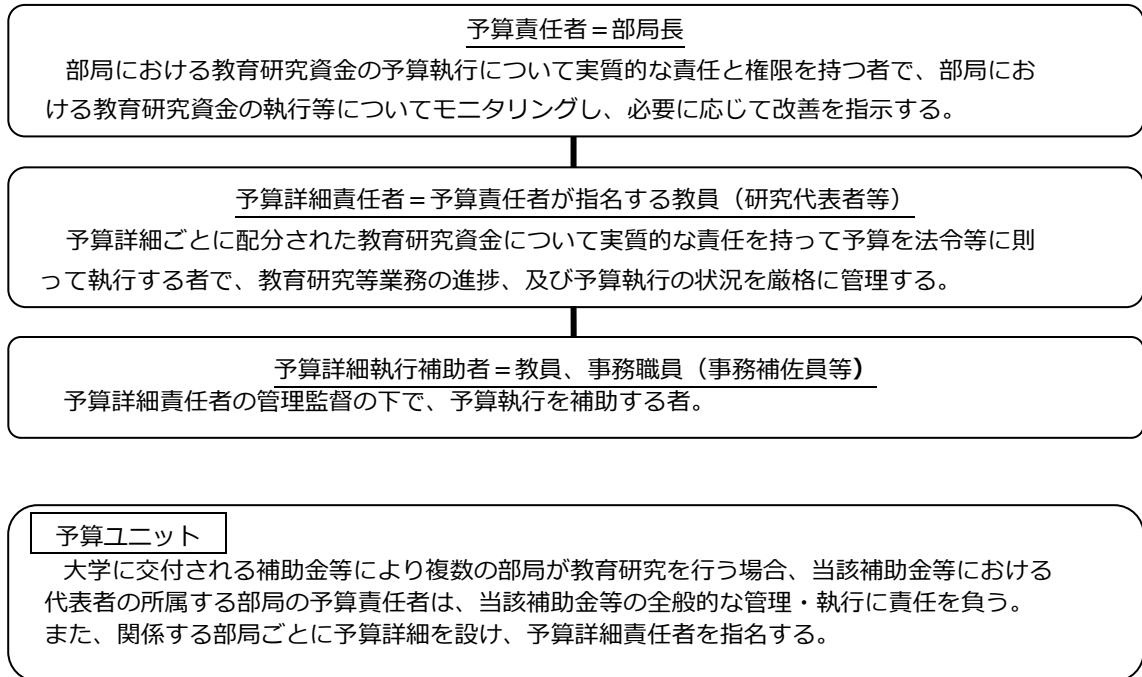 予算責任者＝部局長
部局における教育研究資金の予算執行について実質的な責任と権限を持つ者で、部局にお
ける教育研究資金の執行等についてモニタリングし、必要に応じて改善を指示する。
予算詳細責任者＝予算責任者が指名する教員（研究代表者等）
予算詳細ごとに配分された教育研究資金について実質的な責任を持って予算を法令等に則
って執行する者で、教育研究等業務の進捗、及び予算執行の状況を厳格に管理する。
予算詳細執行補助者＝教員、事務職員（事務補佐員等）
予算詳細責任者の管理監督の下で、予算執行を補助する者。
予算ユニット
大学に交付される補助金等により複数の部局が教育研究を行う場合、当該補助金等における
代表者の所属する部局の予算責任者は、当該補助金等の全般的な管理・執行に責任を負う。
また、関係する部局ごとに予算詳細を設け、予算詳細責任者を指名する。